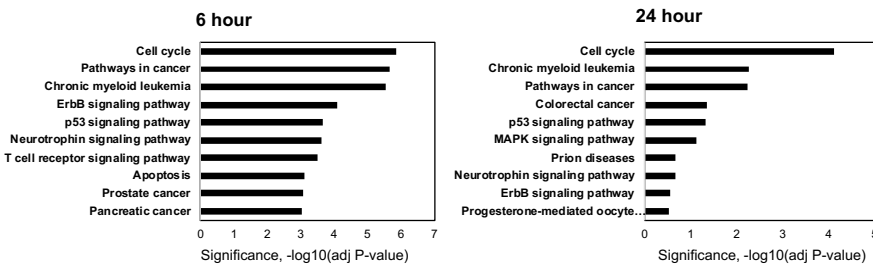 6 hour
Cell cycle
Pathways in cancer
Chronic myeloid leukemia
ErbB signaling pathway
p53 signaling pathway
Neurotrophin signaling pathway
T cell receptor signaling pathway
Apoptosis
Prostate cancer
Pancreatic cancer
0 1 2 3 4 5 6 7
Significance, -log10(adj P-value)
24 hour
Cell cycle
Chronic myeloid leukemia
Pathways in cancer
Colorectal cancer
p53 signaling pathway
MAPK signaling pathway
Prion diseases
Neurotrophin signaling pathway
ErbB signaling pathway
Progesterone-mediated oocyte…
0 1 2 3 4 5
Significance, -log10(adj P-value)